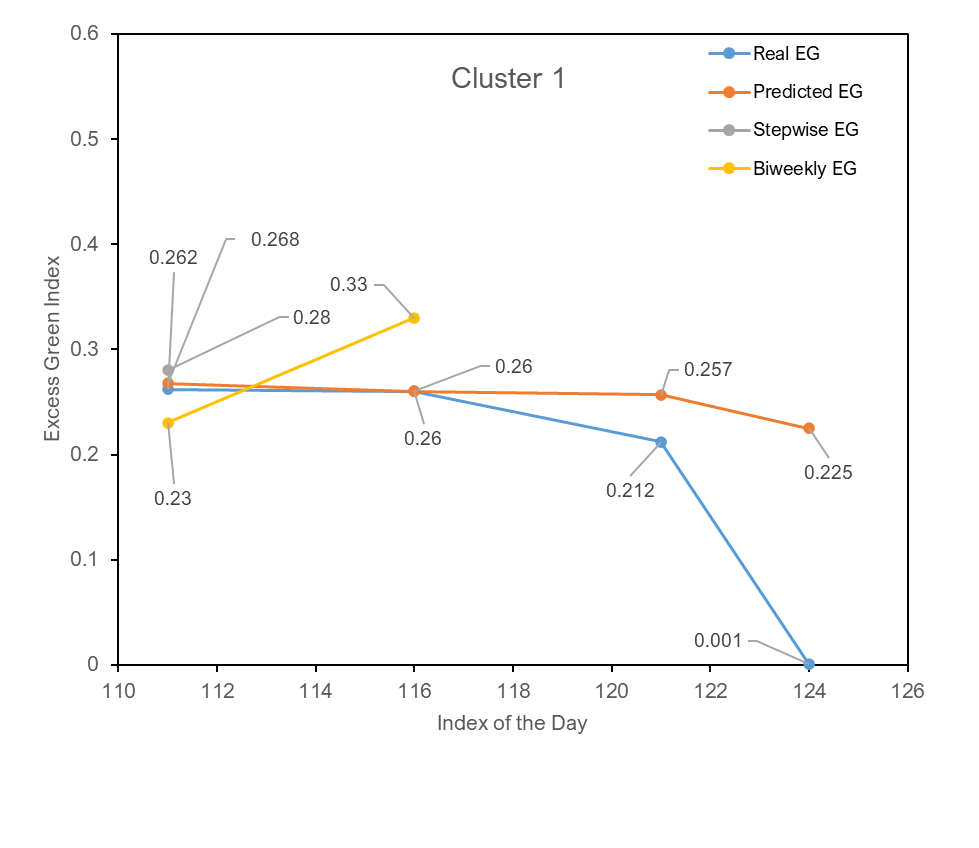 0.6
Real EG
Cluster 1
Predicted EG
Stepwise EG
0.5
Biweekly EG
0.4
0.268
0.262
0.33
0.28
0.3
0.26
0.257
0.26
0.2
0.225
0.212
0.23
0.1
0.001
0
Excess Green Index
110 112 114 116 118 120 122 124 126
Index of the Day